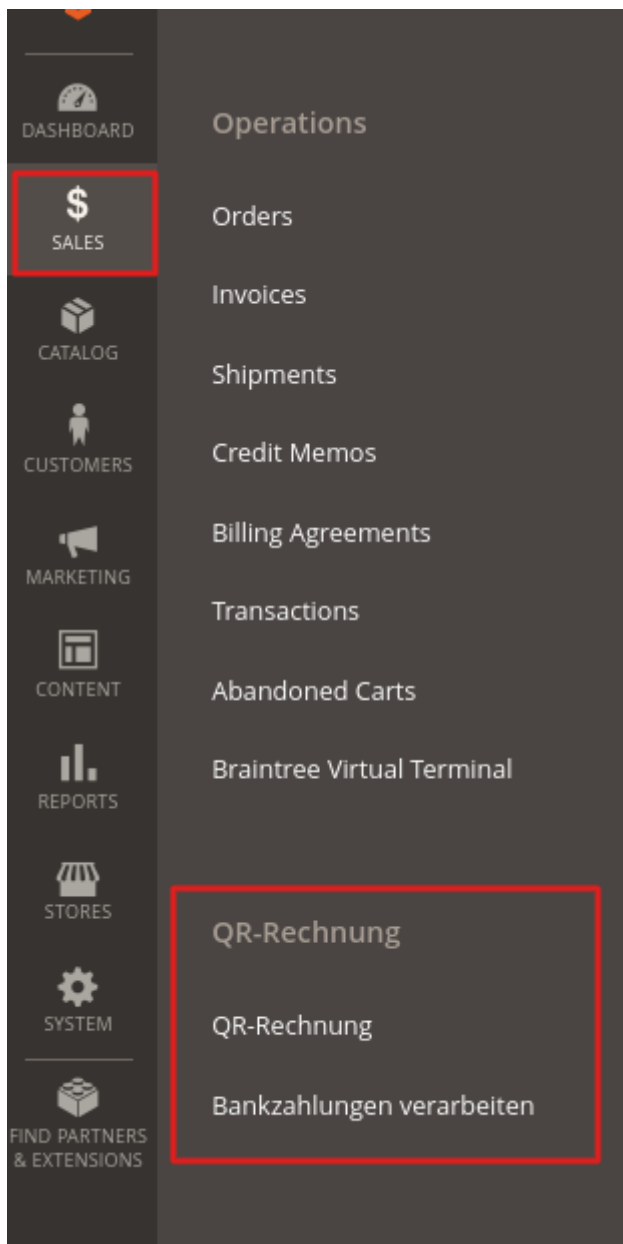 DASHBOARD
$
SALES
CATALOG
CUSTOMERS
MARKETING
CONTENT
REPORTS
STORES
SYSTEM
FIND PARTNERS
& EXTENSIONS
Operations
Orders
Invoices
Shipments
Credit Memos
Billing Agreements
Transactions
Abandoned Carts
Braintree Virtual Terminal
QR-Rechnung
QR-Rechnung
Bankzahlungen verarbeiten